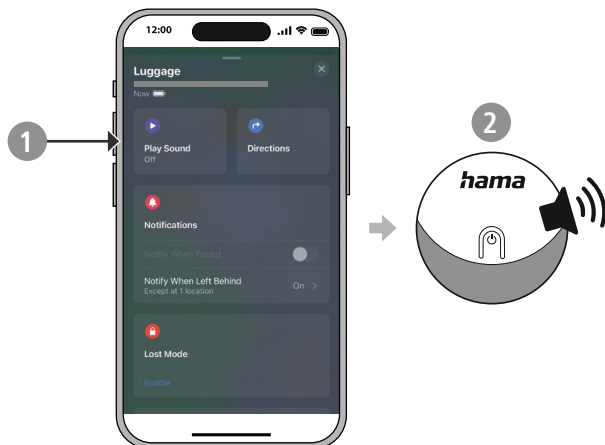 12:00
Luggage
Now
Play Sound
Off
Directions
Notifications
Notify When Found
Notify When Left Behind
Except at 1 location
On
Lost Mode
Enable
1
2
hama